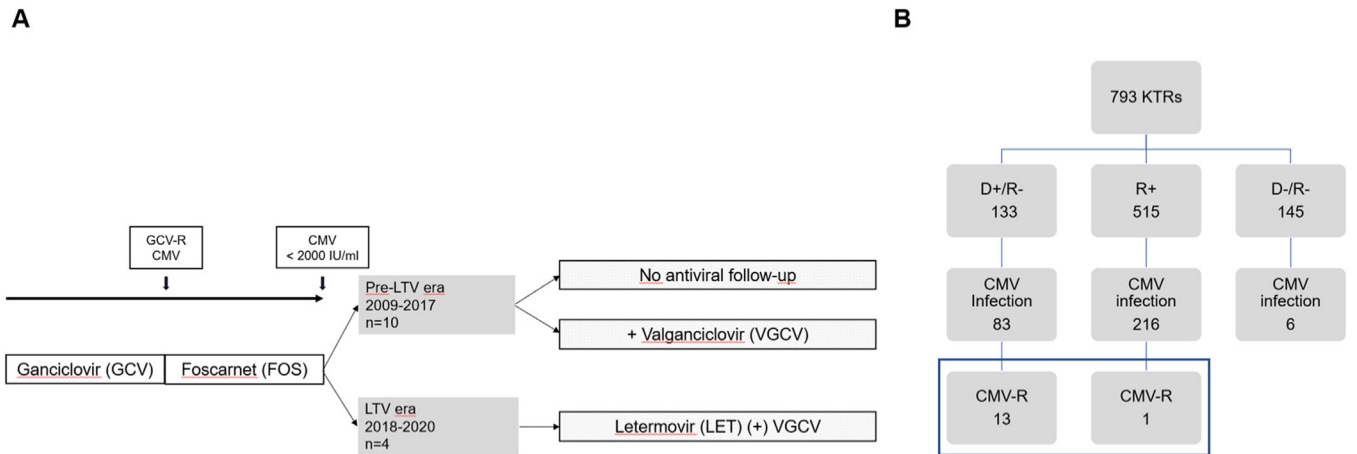 A
GCV-R
CMV
CMV
< 2000 IU/ml
Ganciclovir (GCV)
Foscarnet (FOS)
Pre-LTV era
2009-2017
n=10
No antiviral follow-up
+ Valganciclovir (VGCV)
LTV era
2018-2020
n=4
Letermovir (LET) (+) VGCV
B
793 KTRs
D+/R-
133
R+
515
D-/R-
145
CMV
Infection
83
CMV
infection
216
CMV
infection
6
CMV-R
13
CMV-R
1